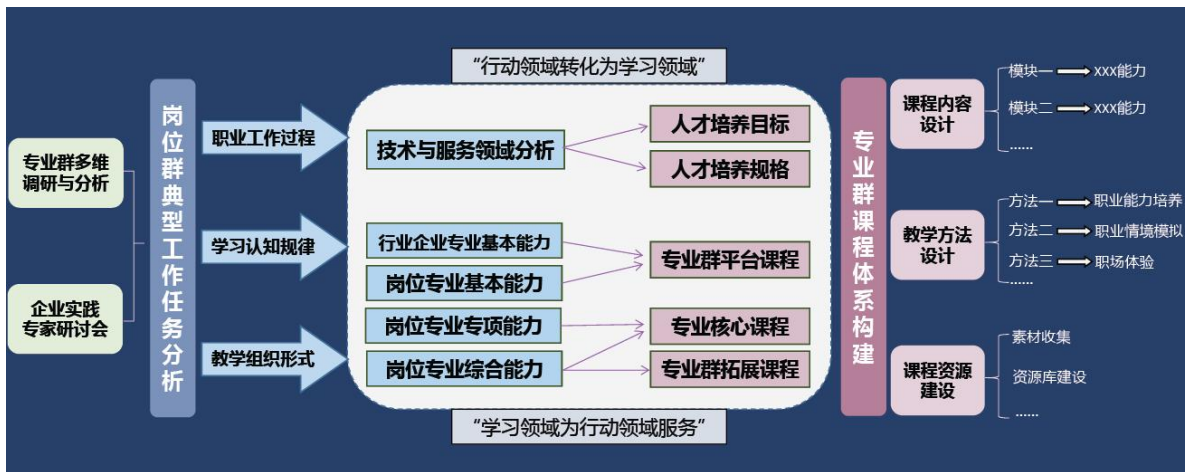 “行动领域转化为学习领域”
专业群多维
调研与分析
企业实践
专家研讨会
岗位群典型工作任务分析
职业工作过程
学习认知规律
教学组织形式
技术与服务领域分析
人才培养目标
人才培养规格
行业企业专业基本能力
岗位专业基本能力
专业群平台课程
岗位专业专项能力
岗位专业综合能力
专业核心课程
专业群拓展课程
“学习领域为行动领域服务”
专业群课程体系构建
课程内容
设计
模块一 xxx能力
模块二 xxx能力
......
教学方法
设计
方法一 职业能力培养
方法二 职业情境模拟
方法三 职场体验
......
课程资源
建设
素材收集
资源库建设
......